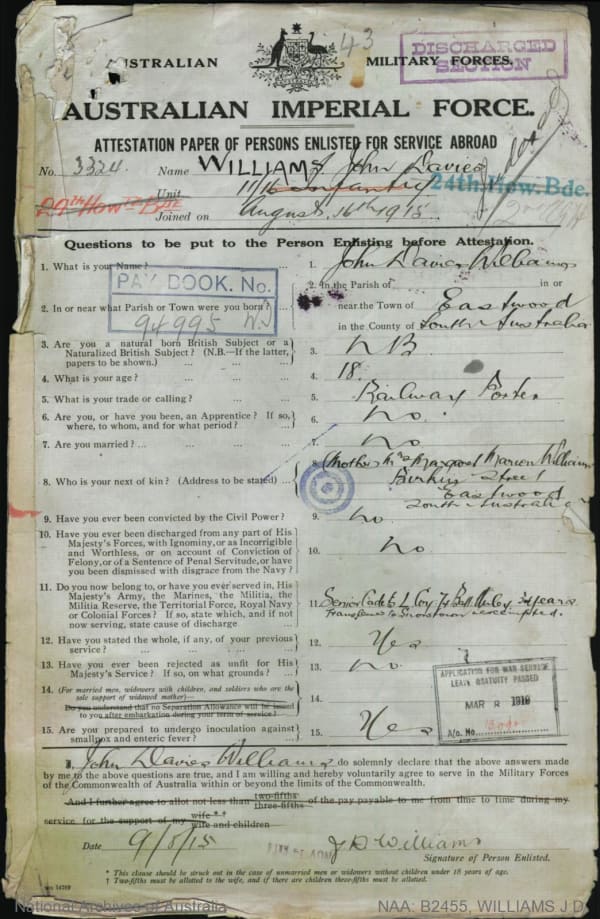 43
DISCHARGED SECTION
AUSTRALIAN MILITARY FORCES.
AUSTRALIAN IMPERIAL FORCE.
ATTESTATION PAPER OF PERSONS ENLISTED FOR SERVICE ABROAD
No. 3324. Name WILLIAMS John Davies
Unit 11/16 Infantry 24th.How.Bde.
29TH HOWTR BDE
Joined on August 16th 1915
Questions to be put to the Person Enlisting before Attestation.
1. What is your Name? ... ... 1. John Davies Williams
PAY BOOK. No.
94995
2. In or near what Parish or Town were you born? ... 2. In the Parish of in or
near the Town of Eastwood
in the County of South Australia
3. Are you a natural born British Subject or a Naturalized British Subject? (N.B.—If the latter, papers to be shown.) ... ... 3. NB.
4. What is your age? ... ... 4. 18.
5. What is your trade or calling? ... ... 5. Railway Porter
6. Are you, or have you been, an Apprentice? If so, where, to whom, and for what period? ... 6. No.
7. Are you married? ... ... ... 7. No
8. Who is your next of kin? (Address to be stated) ... 8. (Mother) Mrs Margaret Marion Williams
Street
Eastwood
South Australia
9. Have you ever been convicted by the Civil Power? 9. No.
10. Have you ever been discharged from any part of His Majesty's Forces, with Ignominy, or as Incorrigible and Worthless, or on account of Conviction of Felony, or of a Sentence of Penal Servitude, or have you been dismissed with disgrace from the Navy? 10. No.
11. Do you now belong to, or have you ever served in, His Majesty's Army, the Marines, the Militia, the Militia Reserve, the Territorial Force, Royal Navy or Colonial Forces? If so, state which, and if not now serving, state cause of discharge 11. Senior Cadets L Coy 74 Batt years
12. Have you stated the whole, if any, of your previous service? ... ... 12. Yes
13. Have you ever been rejected as unfit for His Majesty's Service? If so, on what grounds? ... 13. No
APPLICATION FOR WAR SERVICE
LEAVE GRATUITY PASSED
MAR 8 1919
A/c. No.
14. (For married men, widowers with children, and soldiers who are the sole support of widowed mother)—
Do you understand that no Separation Allowance will be issued to you after embarkation during your term of service? 14.
15. Are you prepared to undergo inoculation against smallpox and enteric fever? ... ... 15. Yes
I, John Davies Williams do solemnly declare that the above answers made
by me to the above questions are true, and I am willing and hereby voluntarily agree to serve in the Military Forces
of the Commonwealth of Australia within or beyond the limits of the Commonwealth.
And I further agree to allot not less than two-fifths three-fifths of the pay payable to me from time to time during my
service for the support of my wife * † wife and children
Date 9/8/15 J D Williams
Signature of Person Enlisted.
* This clause should be struck out in the case of unmarried men or widowers without children under 18 years of age.
† Two-fifths must be allotted to the wife, and if there are children three-fifths must be allotted.
National Archives of Australia NAA: B2455, WILLIAMS J D